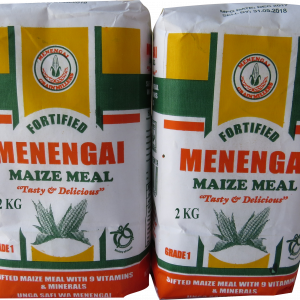 MENENGAI
FORTIFIED
MENENGAI
MAIZE MEAL
"Tasty & Delicious"
2 KG
GRADE 1
SIFTED MAIZE MEAL WITH 9 VITAMINS
& MINERALS
UNGA SAFI WA MENENGAI
MENENGAI
FORTIFIED
MENENGAI
MAIZE MEAL
"Tasty & Delicious"
2 KG
GRADE 1
SIFTED MAIZE MEAL WITH 9 VITAMINS
& MINERALS